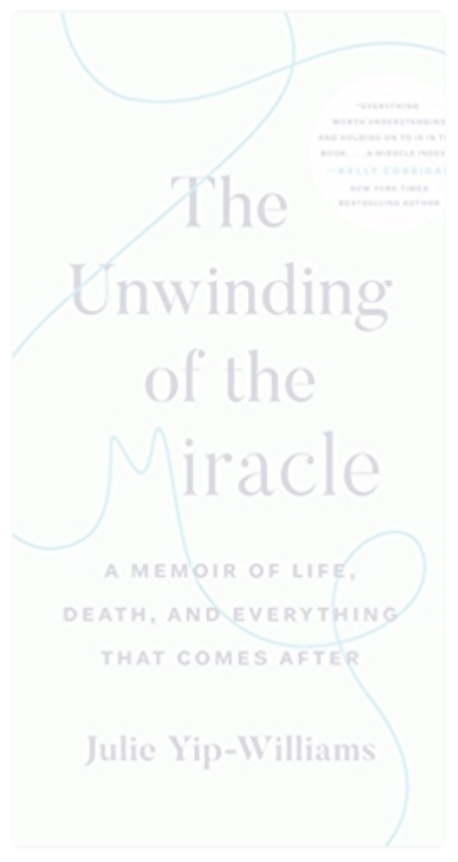 "EVERYTHING
WORTH UNDERSTANDING
AND HOLDING ON TO IS IN
BOOK. . . . A MIRACLE
—KELLY
NEW YORK TIMES
BESTSELLING AUTHOR
The
Unwinding
of the
Miracle
A MEMOIR OF LIFE,
DEATH, AND EVERYTHING
THAT COMES AFTER
Julie Yip-Williams